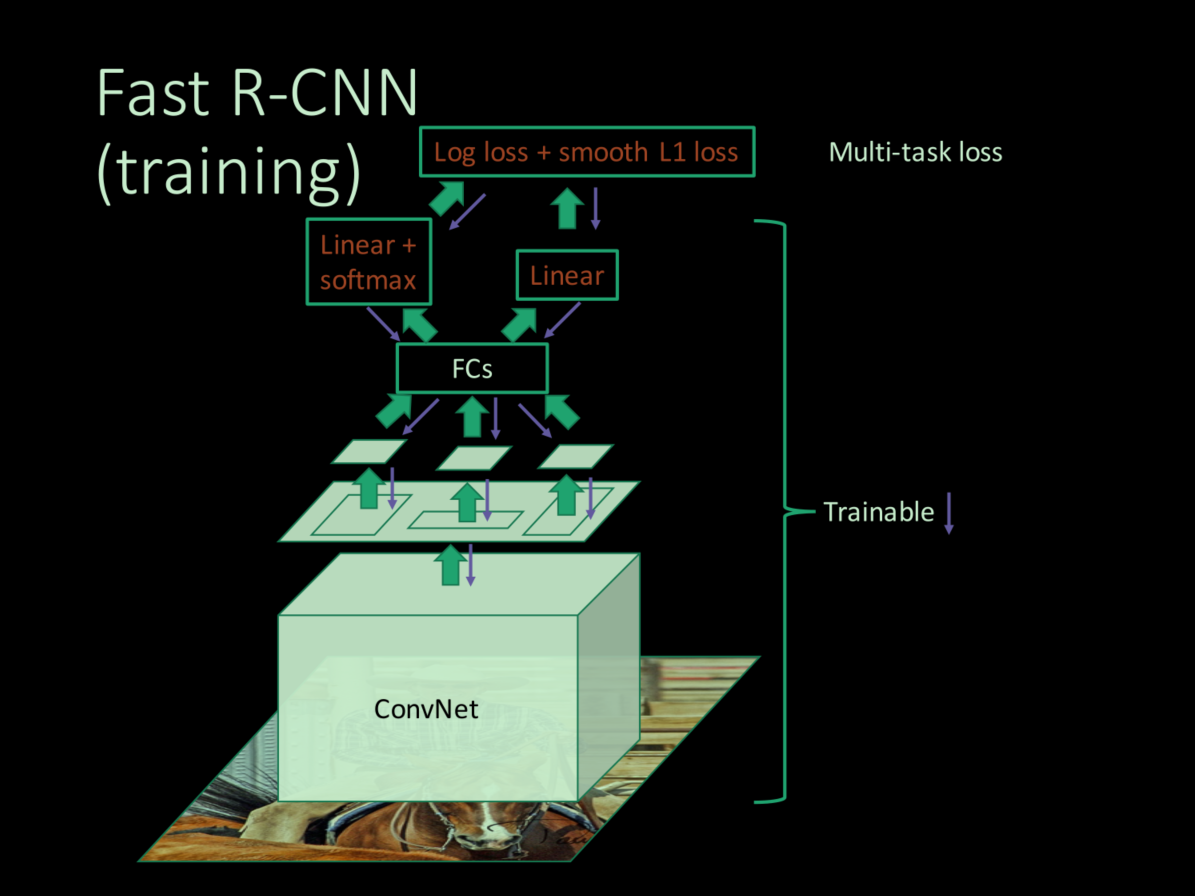 Fast R-CNN
(training)
Log loss + smooth L1 loss
Multi-task loss
Linear +
softmax
Linear
FCs
Trainable
ConvNet